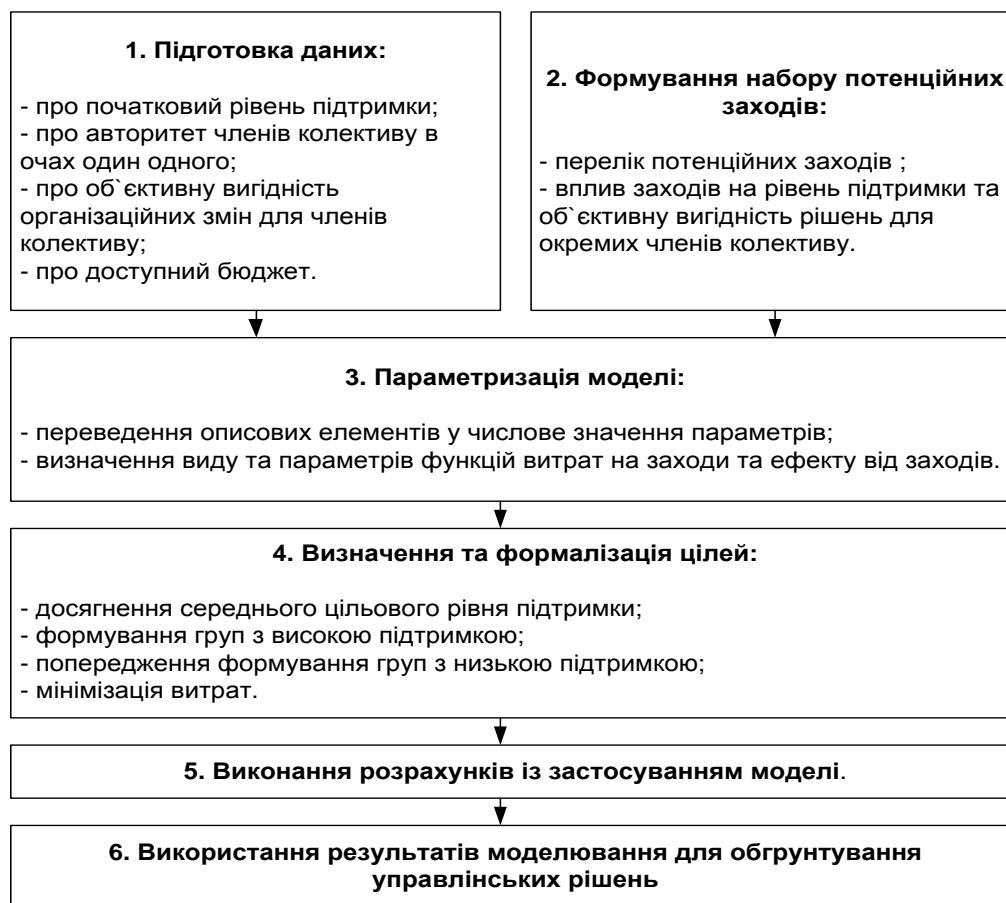 1. Підготовка даних:
- про початковий рівень підтримки;
- про авторитет членів колективу в
очах один одного;
- про об`єктивну вигідність
організаційних змін для членів
колективу;
- про доступний бюджет.
2. Формування набору потенційних
заходів:
- перелік потенційних заходів ;
- вплив заходів на рівень підтримки та
об`єктивну вигідність рішень для
окремих членів колективу.
3. Параметризація моделі:
- переведення описових елементів у числове значення параметрів;
- визначення виду та параметрів функцій витрат на заходи та ефекту від заходів.
4. Визначення та формалізація цілей:
- досягнення середнього цільового рівня підтримки;
- формування груп з високою підтримкою;
- попередження формування груп з низькою підтримкою;
- мінімізація витрат.
5. Виконання розрахунків із застосуванням моделі.
6. Використання результатів моделювання для обгрунтування
управлінських рішень